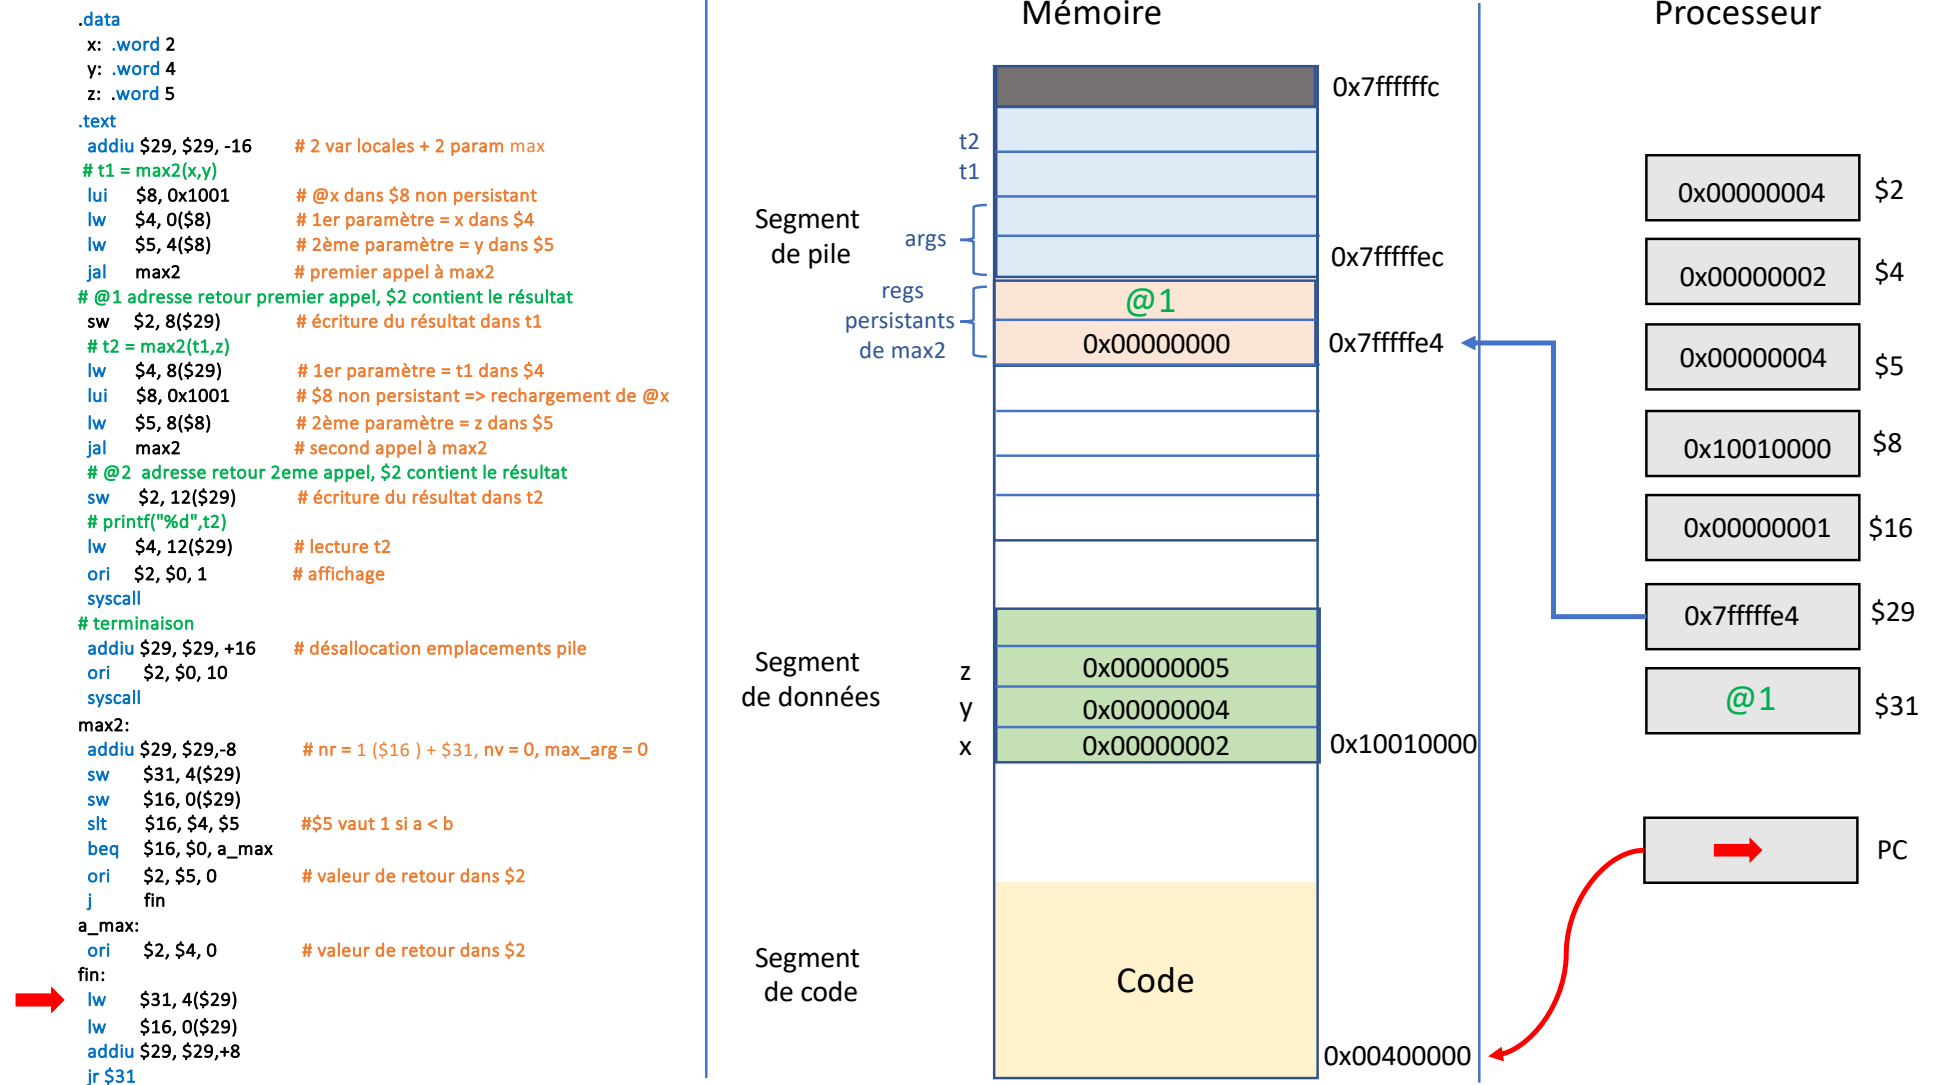 .data
x: .word 2
y: .word 4
z: .word 5
.text
addiu $29, $29, -16 # 2 var locales + 2 param max
# t1 = max2(x,y)
lui $8, 0x1001 # @x dans $8 non persistant
lw $4, 0($8) # 1er paramètre = x dans $4
lw $5, 4($8) # 2ème paramètre = y dans $5
jal max2 # premier appel à max2
# @1 adresse retour premier appel, $2 contient le résultat
sw $2, 8($29) # écriture du résultat dans t1
# t2 = max2(t1,z)
lw $4, 8($29) # 1er paramètre = t1 dans $4
lui $8, 0x1001 # $8 non persistant => rechargement de @x
lw $5, 8($8) # 2ème paramètre = z dans $5
jal max2 # second appel à max2
# @2 adresse retour 2eme appel, $2 contient le résultat
sw $2, 12($29) # écriture du résultat dans t2
# printf("%d",t2)
lw $4, 12($29) # lecture t2
ori $2, $0, 1 # affichage
syscall
# terminaison
addiu $29, $29, +16 # désallocation emplacements pile
ori $2, $0, 10
syscall
max2:
addiu $29, $29,-8 # nr = 1 ($16 ) + $31, nv = 0, max_arg = 0
sw $31, 4($29)
sw $16, 0($29)
slt $16, $4, $5 #$5 vaut 1 si a < b
beq $16, $0, a_max
ori $2, $5, 0 # valeur de retour dans $2
j fin
a_max:
ori $2, $4, 0 # valeur de retour dans $2
fin:
lw $31, 4($29)
lw $16, 0($29)
addiu $29, $29,+8
jr $31
Mémoire
0x7ffffffc
t2
t1
Segment
de pile
args
0x7fffffec
regs
persistants
de max2
@1
0x00000000
0x7fffffe4
Segment
de données
z
0x00000005
y
0x00000004
x
0x00000002
0x10010000
Segment
de code
Code
0x00400000
Processeur
0x00000004 $2
0x00000002 $4
0x00000004 $5
0x10010000 $8
0x00000001 $16
0x7fffffe4 $29
@1 $31
PC